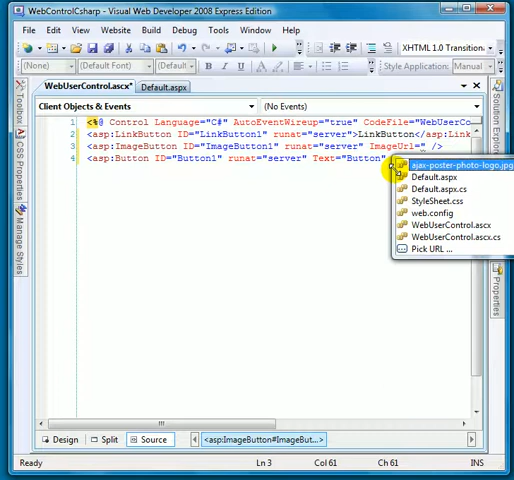 WebControlCsharp - Visual Web Developer 2008 Express Edition
File Edit View Website Build Debug Tools Window Help
XHTML 1.0 Transition
(None) (Default Font) (Default B I U A Style Application: Manual
WebUserControl.ascx* Default.aspx
Client Objects & Events (No Events)
1 <%@ Control Language="C#" AutoEventWireup="true" CodeFile="WebUserCo
2 <asp:LinkButton ID="LinkButton1" runat="server">LinkButton</asp:Link
3 <asp:ImageButton ID="ImageButton1" runat="server" ImageUrl=" />
4 <asp:Button ID="Button1" runat="server" Text="Button"
ajax-poster-photo-logo.jpg
Default.aspx
Default.aspx.cs
StyleSheet.css
web.config
WebUserControl.ascx
WebUserControl.ascx.cs
Pick URL ...
Toolbox
CSS Properties
Manage Styles
Solution Explorer
Properties
Design Split Source <asp:ImageButton#ImageBut...>
Ready Ln 3 Col 61 Ch 61 INS